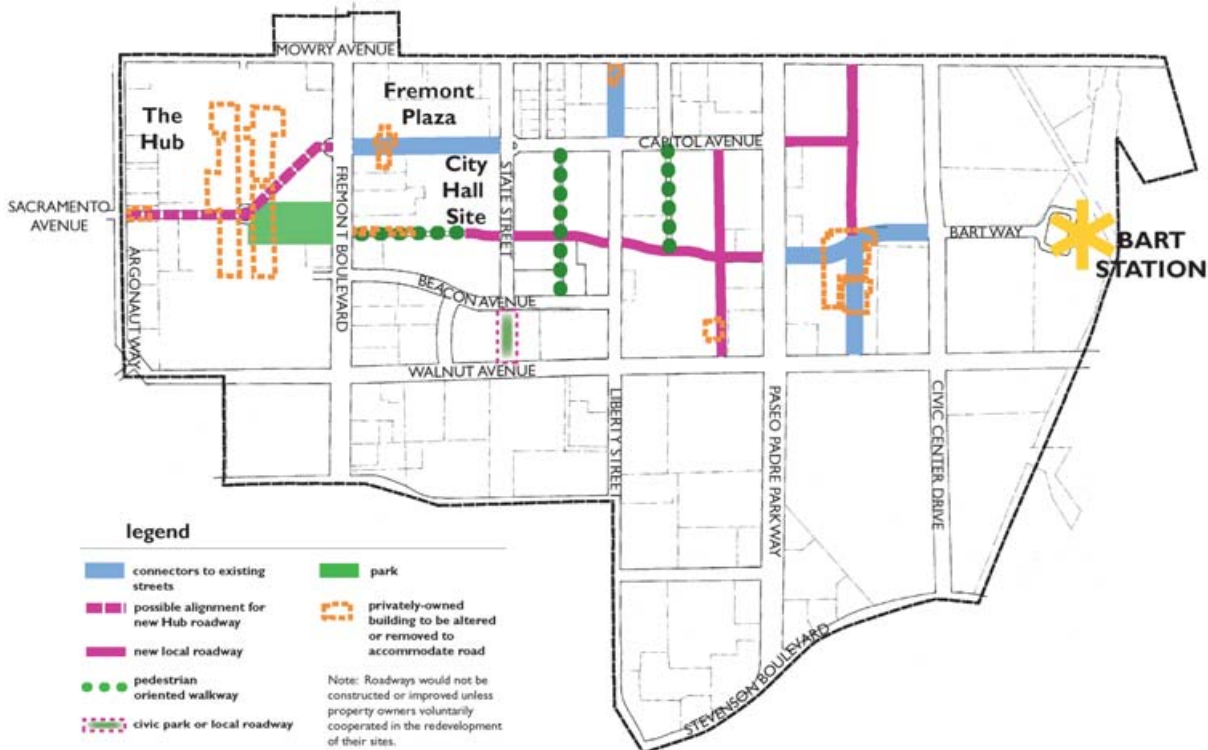 MOWRY AVENUE
The
Hub
Fremont
Plaza
CAPITOL AVENUE
City
Hall
Site
SACRAMENTO
AVENUE
FREMONT BOULEVARD
STATE STREET
BART WAY
BART
STATION
ARGONAUT WAY
BEACON AVENUE
WALNUT AVENUE
LIBERTY STREET
PASEO PADRE PARKWAY
CIVIC CENTER DRIVE
STEVENSON BOULEVARD
legend
connectors to existing
streets
possible alignment for
new Hub roadway
new local roadway
pedestrian
oriented walkway
civic park or local roadway
park
privately-owned
building to be altered
or removed to
accommodate road
Note: Roadways would not be
constructed or improved unless
property owners voluntarily
cooperated in the redevelopment
of their sites.